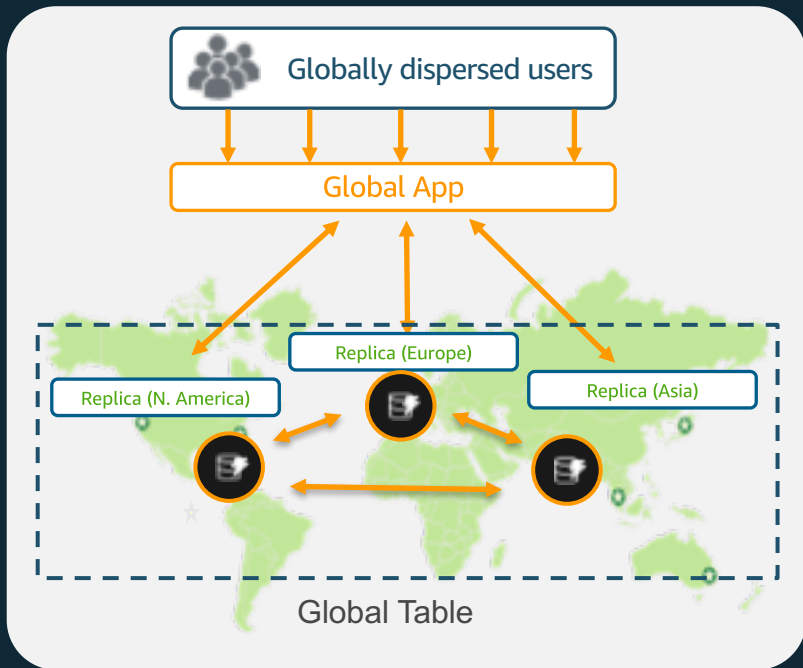 Globally dispersed users
Global App
Replica (Europe)
Replica (N. America)
Replica (Asia)
Global Table